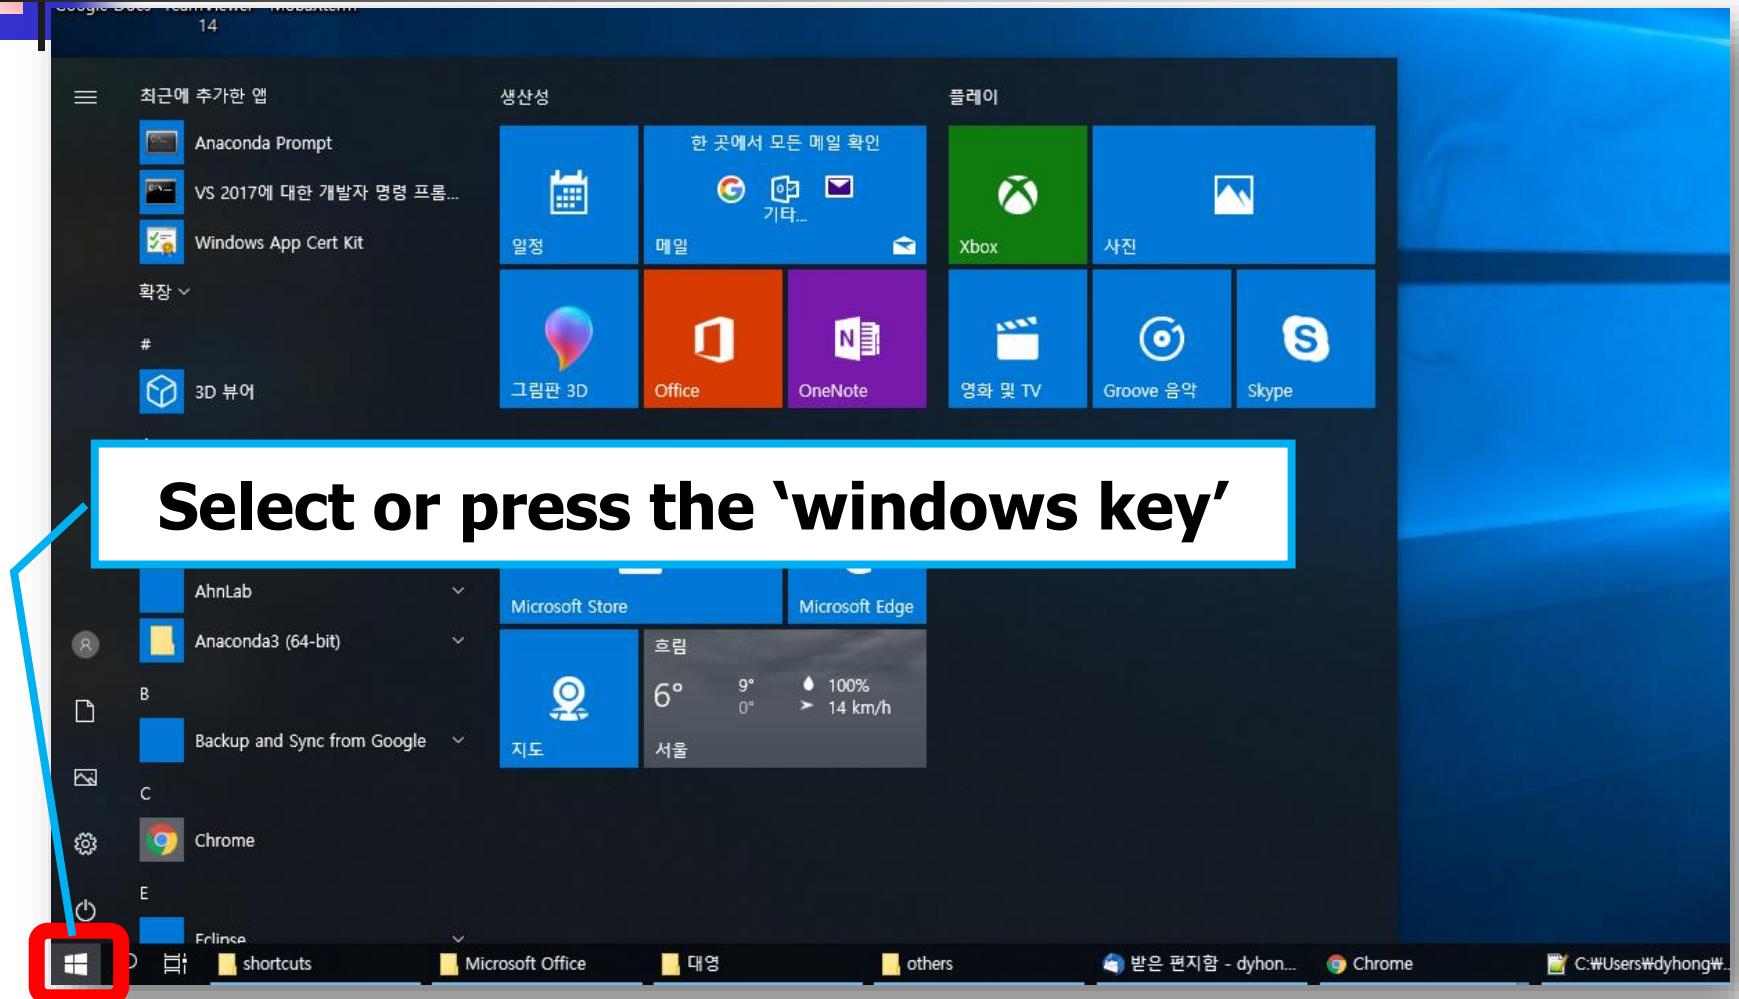 14
최근에 추가한 앱
생산성
플레이
Anaconda Prompt
VS 2017에 대한 개발자 명령 프롬...
Windows App Cert Kit
확장
#
3D 뷰어
한 곳에서 모든 메일 확인
기타...
일정
메일
Xbox
사진
그림판 3D
Office
OneNote
영화 및 TV
Groove 음악
Skype
Select or press the ‘windows key’
AhnLab
Anaconda3 (64-bit)
B
Backup and Sync from Google
C
Chrome
E
Eclipse
Microsoft Store
Microsoft Edge
지도
흐림
6°
9°
0°
100%
14 km/h
서울
shortcuts
Microsoft Office
대영
others
받은 편지함 - dyhon...
Chrome
C:₩Users₩dyhong₩...